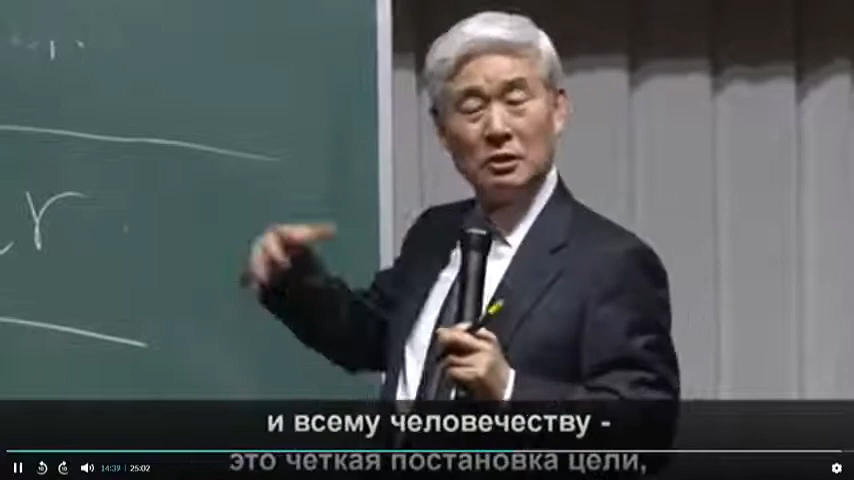 r
и всему человечеству -
это четкая постановка цели,
14:39 25:02